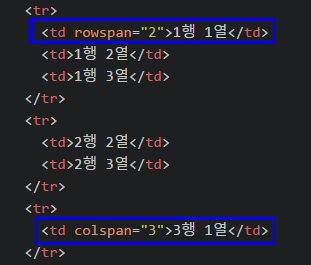 <tr>
<td rowspan="2">1행 1열</td>
<td>1행 2열</td>
<td>1행 3열</td>
</tr>
<tr>
<td>2행 2열</td>
<td>2행 3열</td>
</tr>
<tr>
<td colspan="3">3행 1열</td>
</tr>